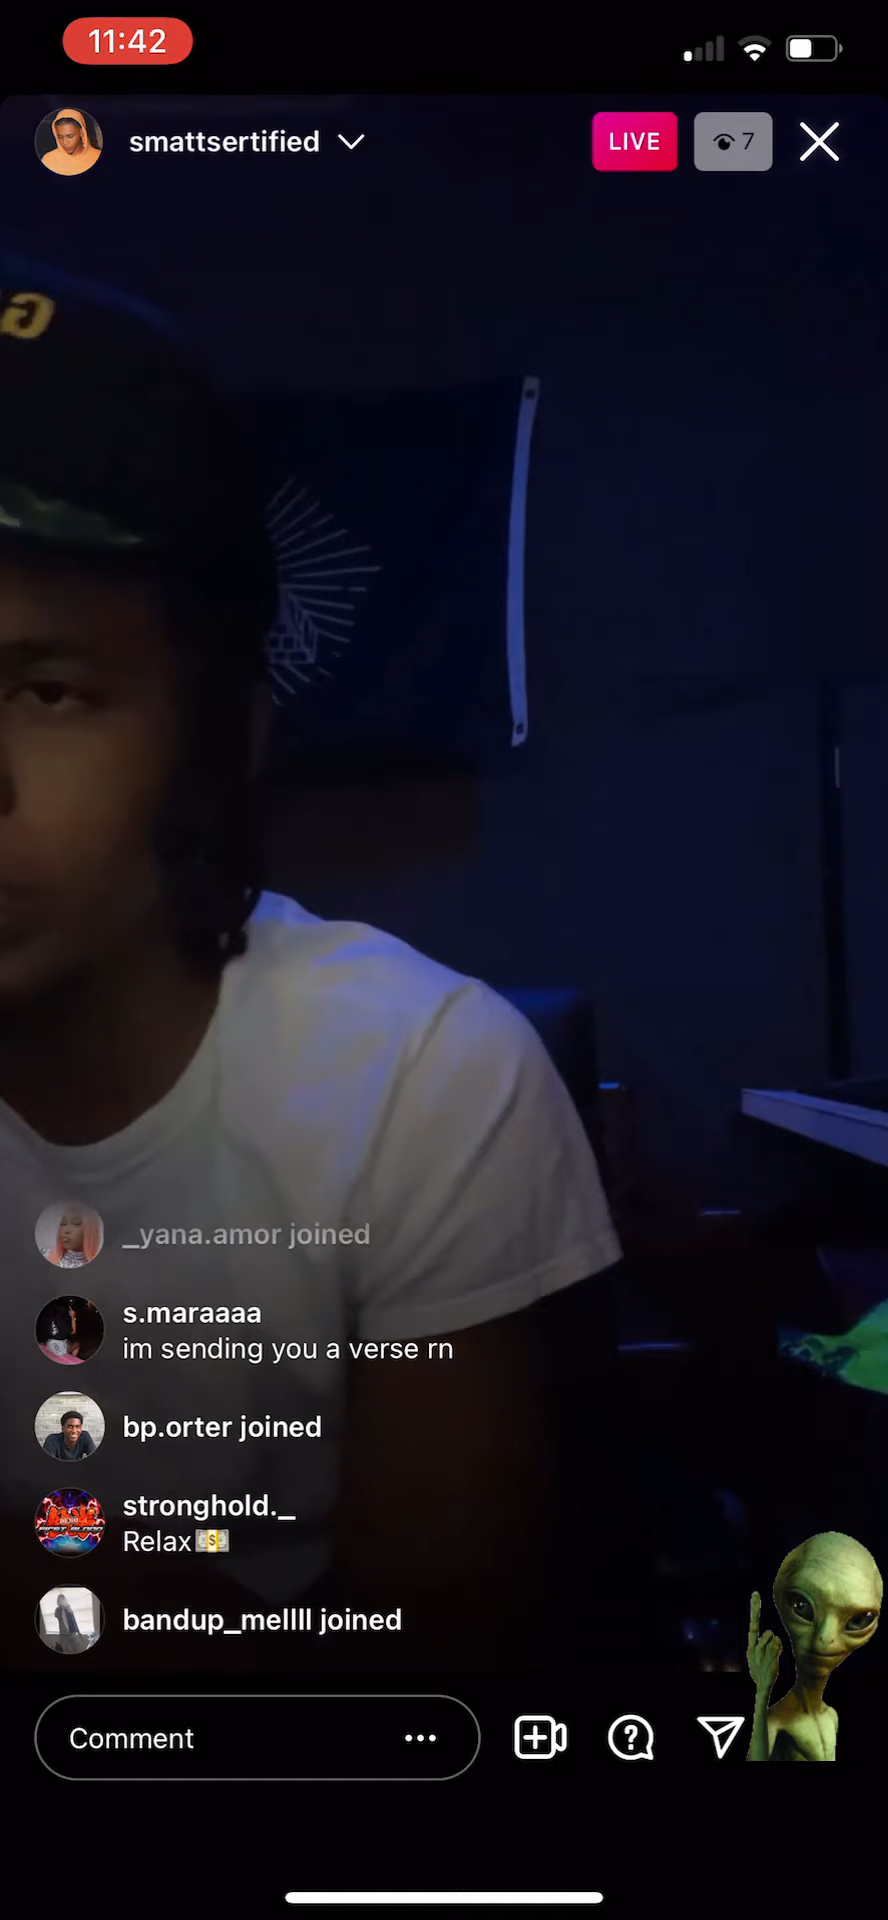 11:42
smattsertified
LIVE
7
G
_yana.amor joined
s.maraaaa
im sending you a verse rn
bp.orter joined
stronghold._
Relax💵
bandup_mellll joined
Comment